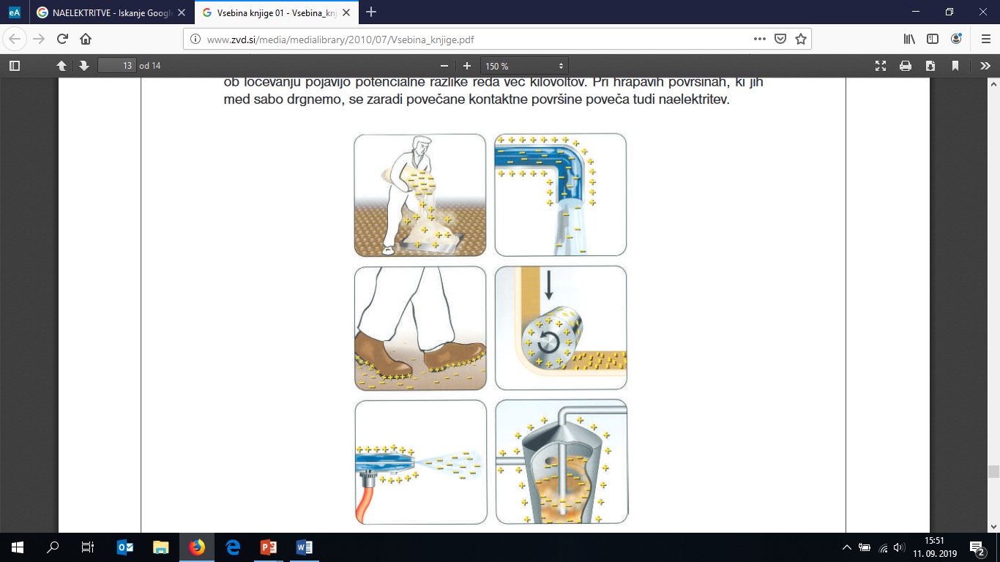 eA
NAELEKTRITVE - Iskanje Google
Vsebina knjige 01 - Vsebina_knj
www.zvd.si/media/medialibrary/2010/07/Vsebina_knjige.pdf
13 od 14
150 %
ob ločevanju pojavijo potencialne razlike reda več kilovoltov. Pri hrapavih površinah, ki jih
med sabo drgnemo, se zaradi povečane kontaktne površine poveča tudi naelektritev.
15:51
11. 09. 2019
2